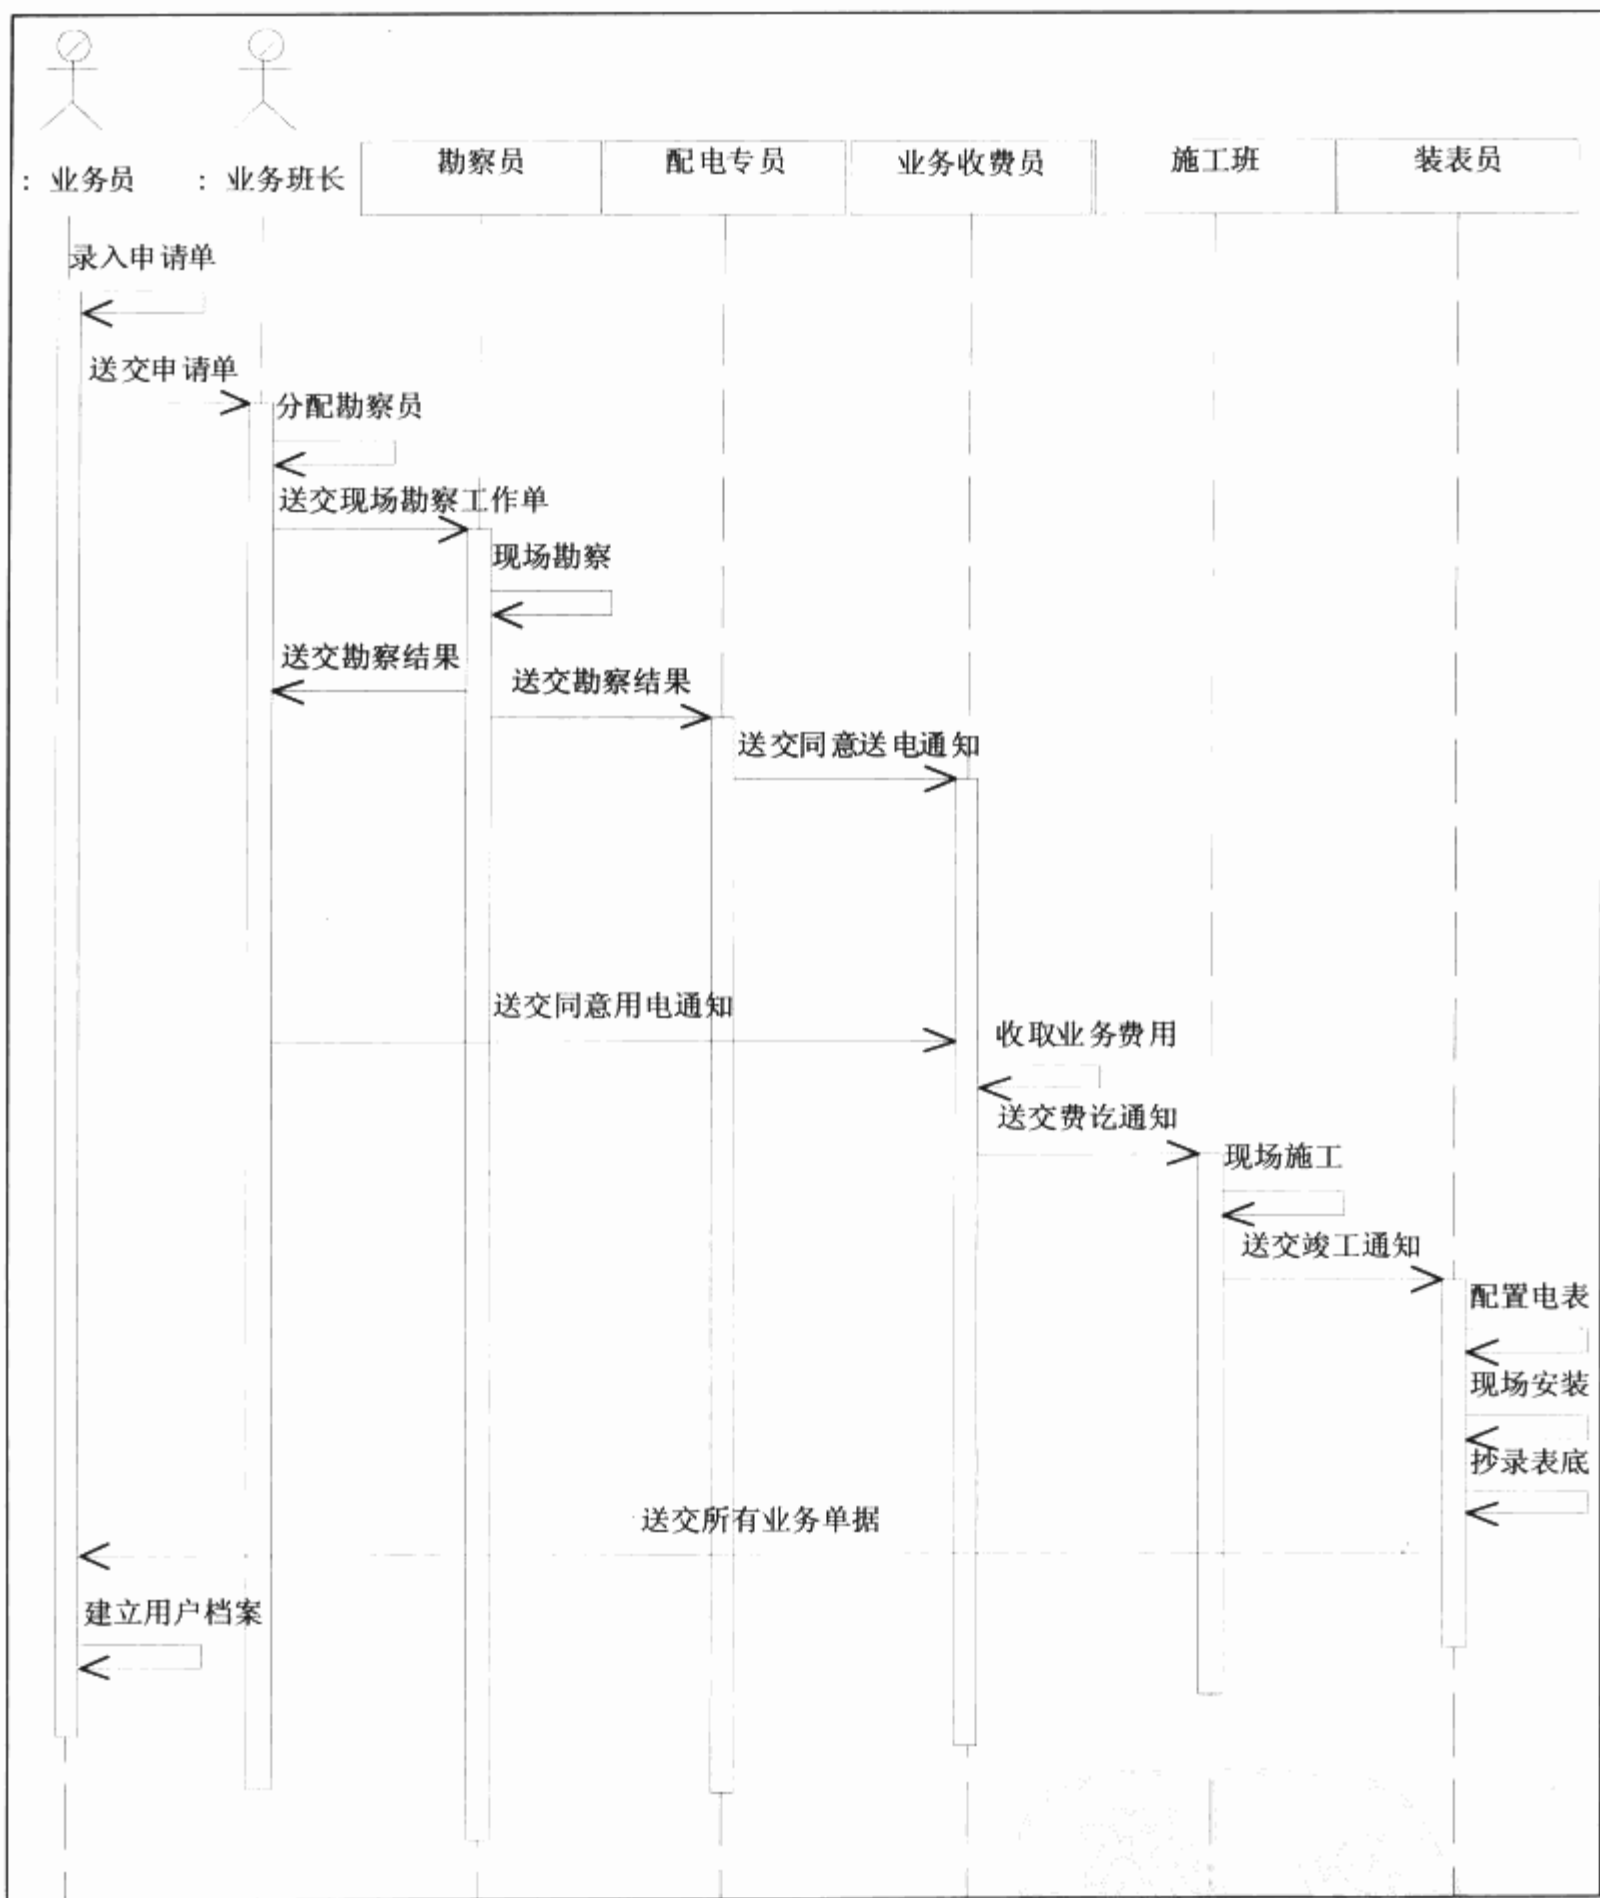 ：业务员
：业务班长
勘察员
配电专员
业务收费员
施工班
装表员
录入申请单
送交申请单
分配勘察员
送交现场勘察工作单
现场勘察
送交勘察结果
送交勘察结果
送交同意送电通知
送交同意用电通知
收取业务费用
送交费讫通知
现场施工
送交竣工通知
配置电表
现场安装
抄录表底
送交所有业务单据
建立用户档案